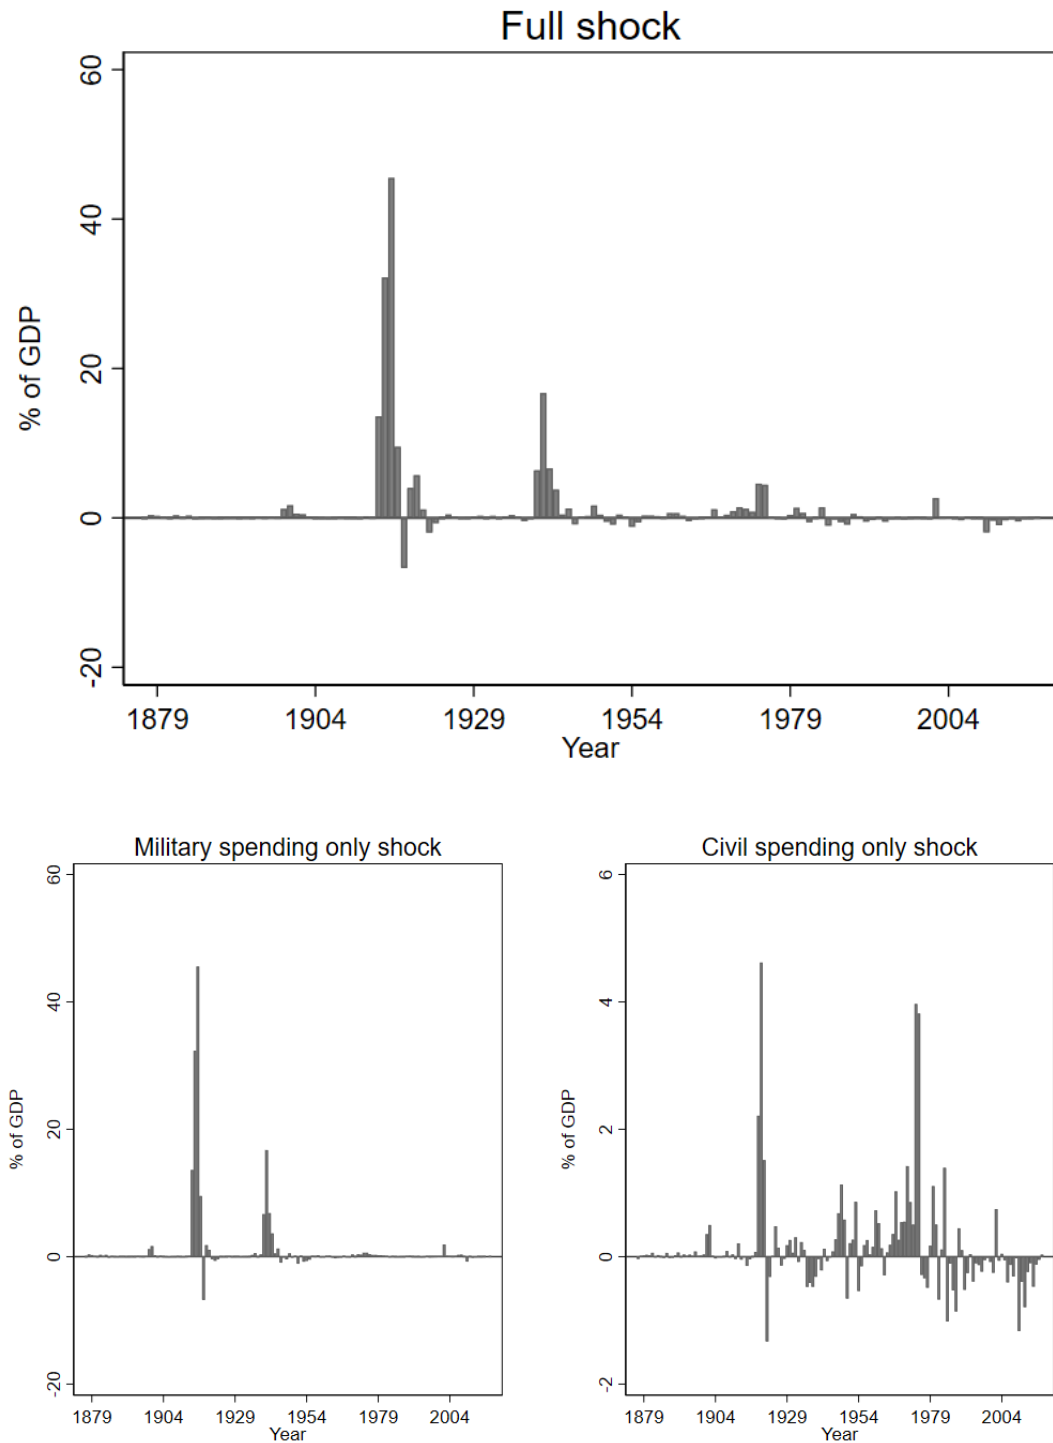 Full shock
% of GDP
60
40
20
0
-20
1879 1904 1929 1954 1979 2004
Year
Military spending only shock
% of GDP
60
40
20
0
-20
1879 1904 1929 1954 1979 2004
Year
Civil spending only shock
% of GDP
6
4
2
0
-2
1879 1904 1929 1954 1979 2004
Year